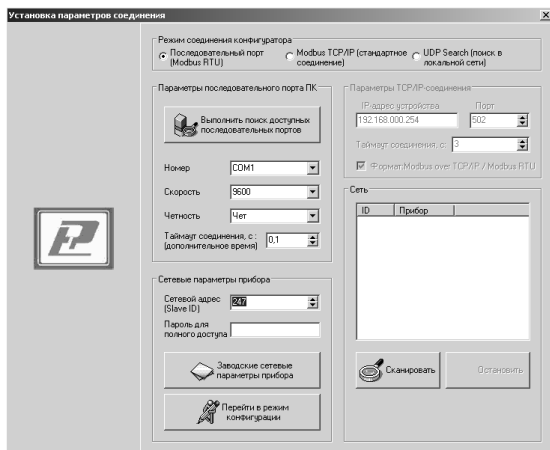 Установка параметров соединения
Режим соединения конфигуратора
Последовательный порт
(Modbus RTU)
Modbus TCP/IP (стандартное
соединение)
UDP Search (поиск в
локальной сети)
Параметры последовательного порта ПК
Выполнить поиск доступных
последовательных портов
Номер
COM1
Скорость
9600
Четность
Чет
Таймаут соединения, с :
(дополнительное время)
0,1
Параметры TCP/IP-соединения
IP-адрес устройства
Порт
192.168.000.254
502
Таймаут соединения, с:
3
Формат:Modbus over TCP/IP / Modbus RTU
Сеть
ID
Прибор
Сетевые параметры прибора
Сетевой адрес
(Slave ID)
247
Пароль для
полного доступа
Заводские сетевые
параметры прибора
Перейти в режим
конфигурации
Сканировать
Остановить